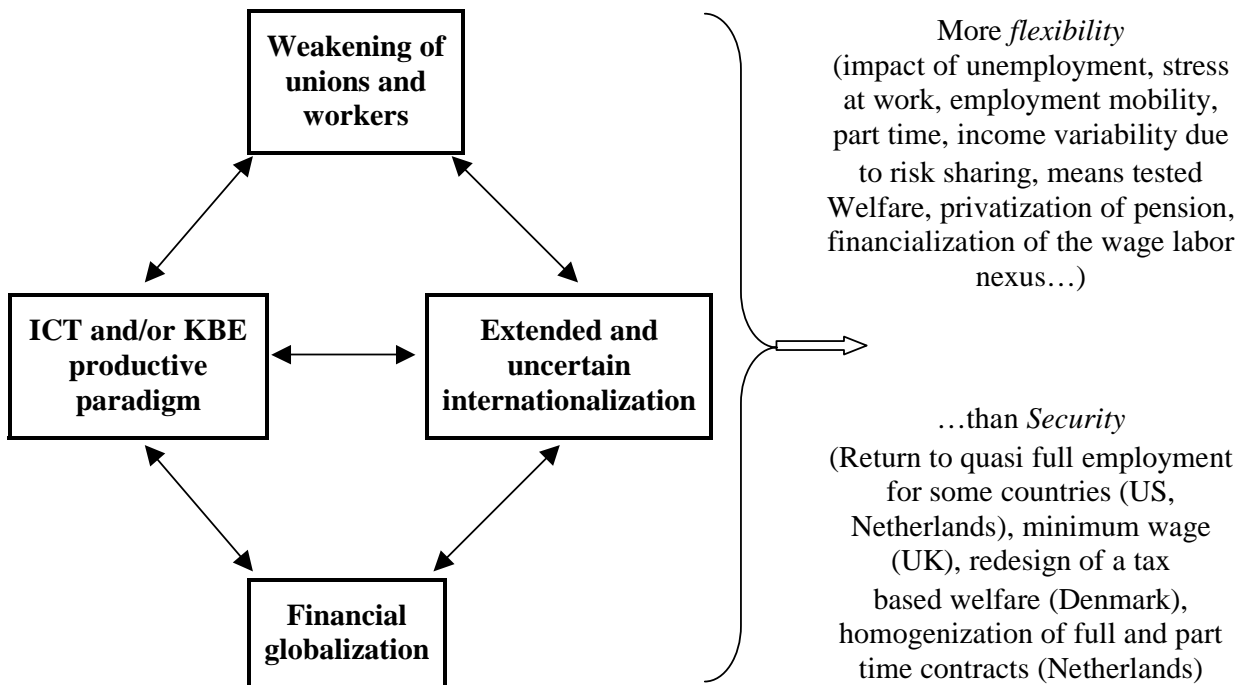 Weakening of
unions and
workers
ICT and/or KBE
productive
paradigm
Extended and
uncertain
internationalization
Financial
globalization
More flexibility
(impact of unemployment, stress
at work, employment mobility,
part time, income variability due
to risk sharing, means tested
Welfare, privatization of pension,
financialization of the wage labor
nexus…)
…than Security
(Return to quasi full employment
for some countries (US,
Netherlands), minimum wage
(UK), redesign of a tax
based welfare (Denmark),
homogenization of full and part
time contracts (Netherlands)